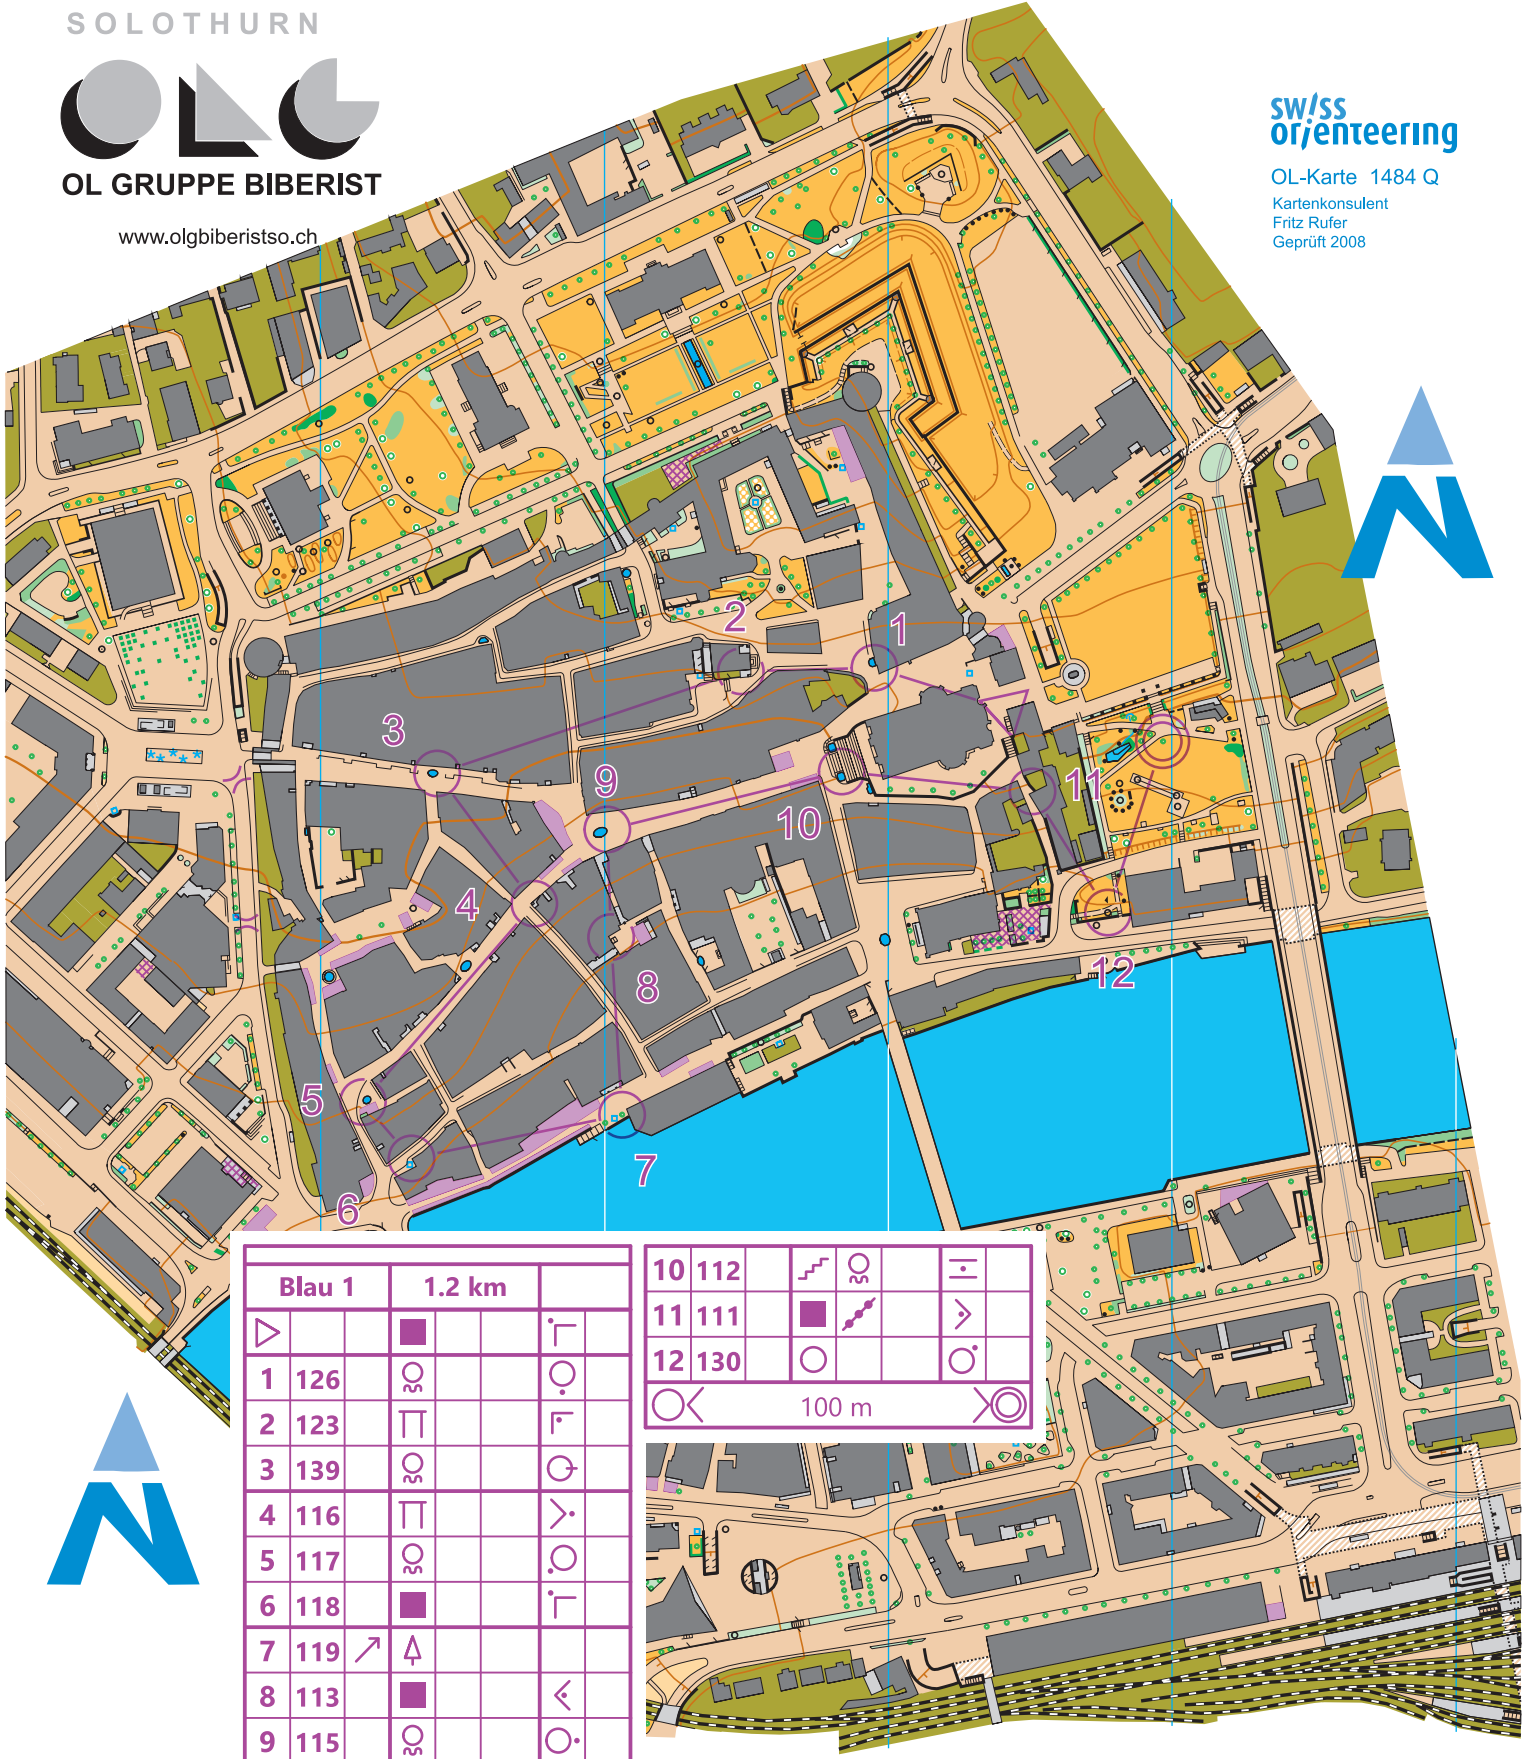 SOLOTHURN
OL GRUPPE BIBERIST
www.olgbiberistso.ch
swiss
orienteering
OL-Karte 1484 Q
Kartenkonsulent
Fritz Rufer
Geprüft 2008
N
2
1
3
9
11
10
4
8
12
5
7
6
Blau 1 1.2 km
1 126
2 123
3 139
4 116
5 117
6 118
7 119
8 113
9 115
10 112
11 111
12 130
100 m
N